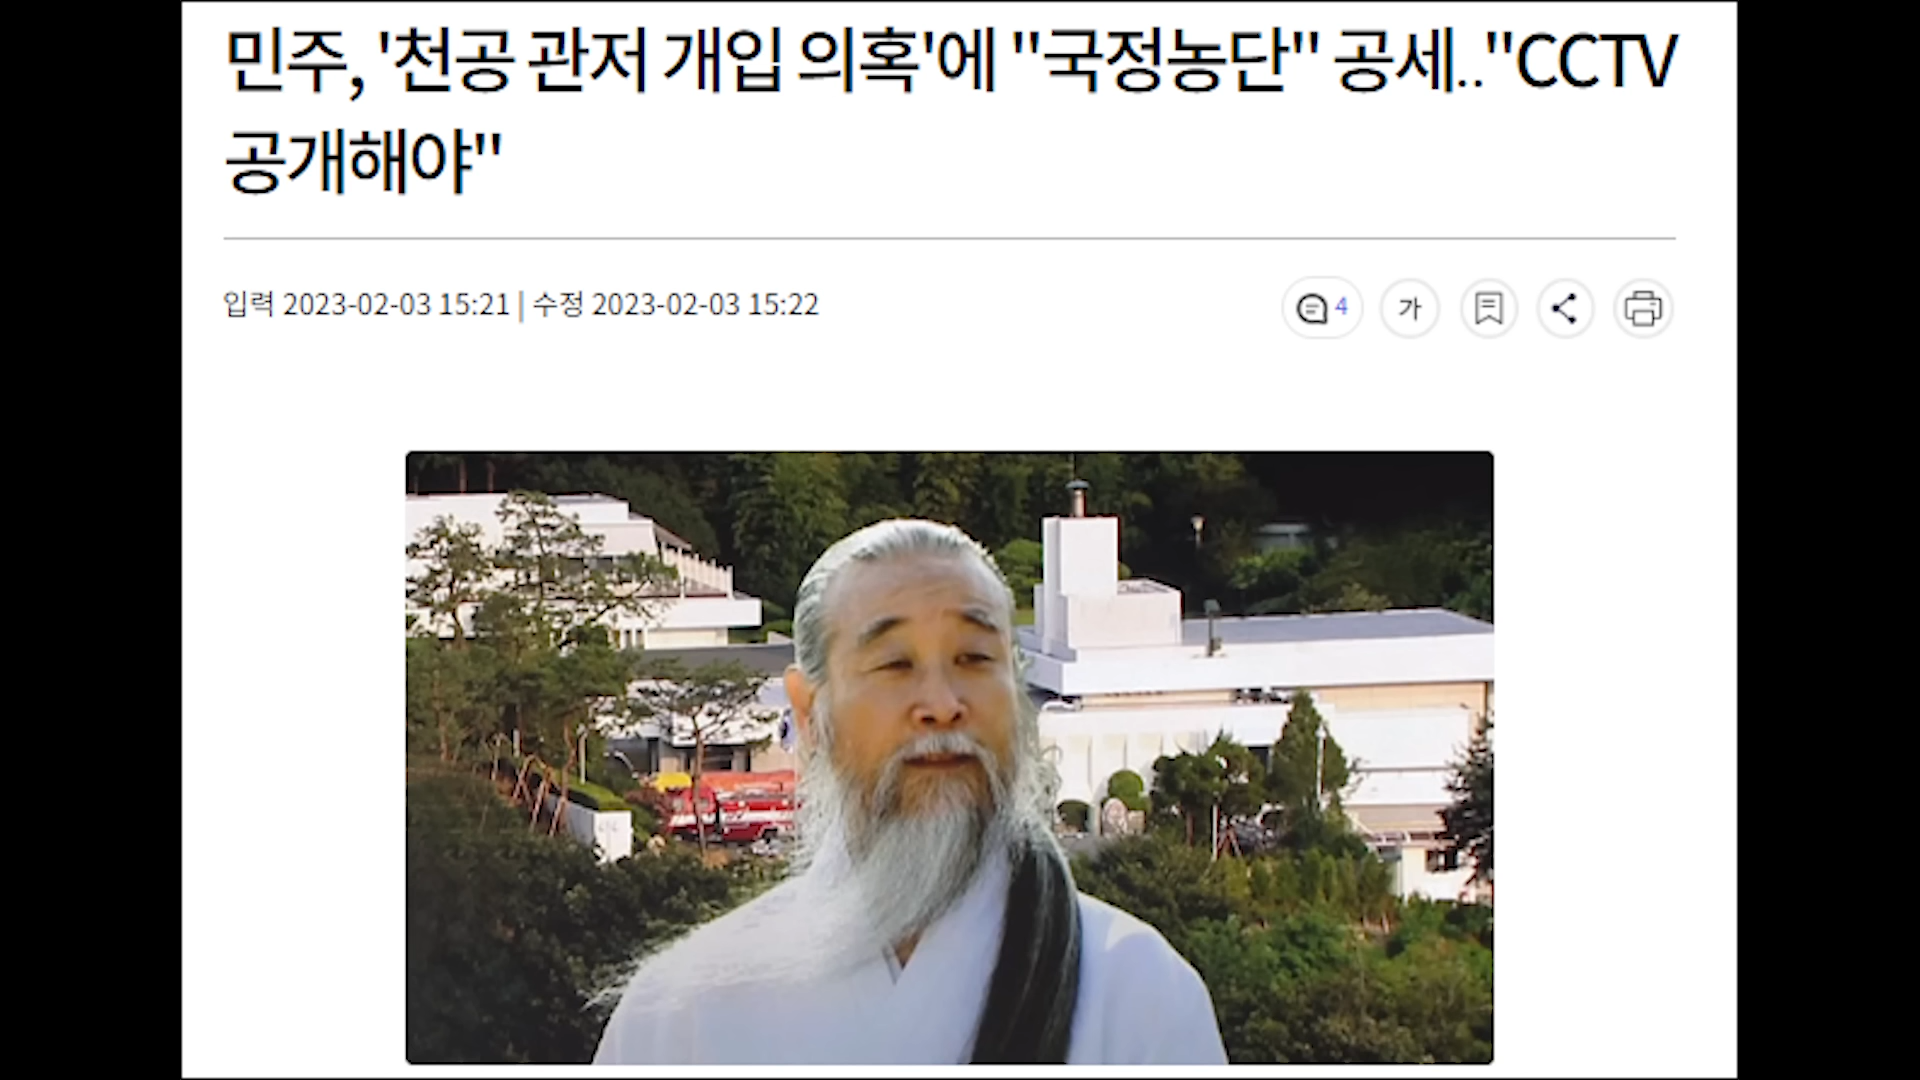 민주, '천공 관저 개입 의혹'에 "국정농단" 공세.."CCTV
공개해야"
입력 2023-02-03 15:21 | 수정 2023-02-03 15:22
4
가